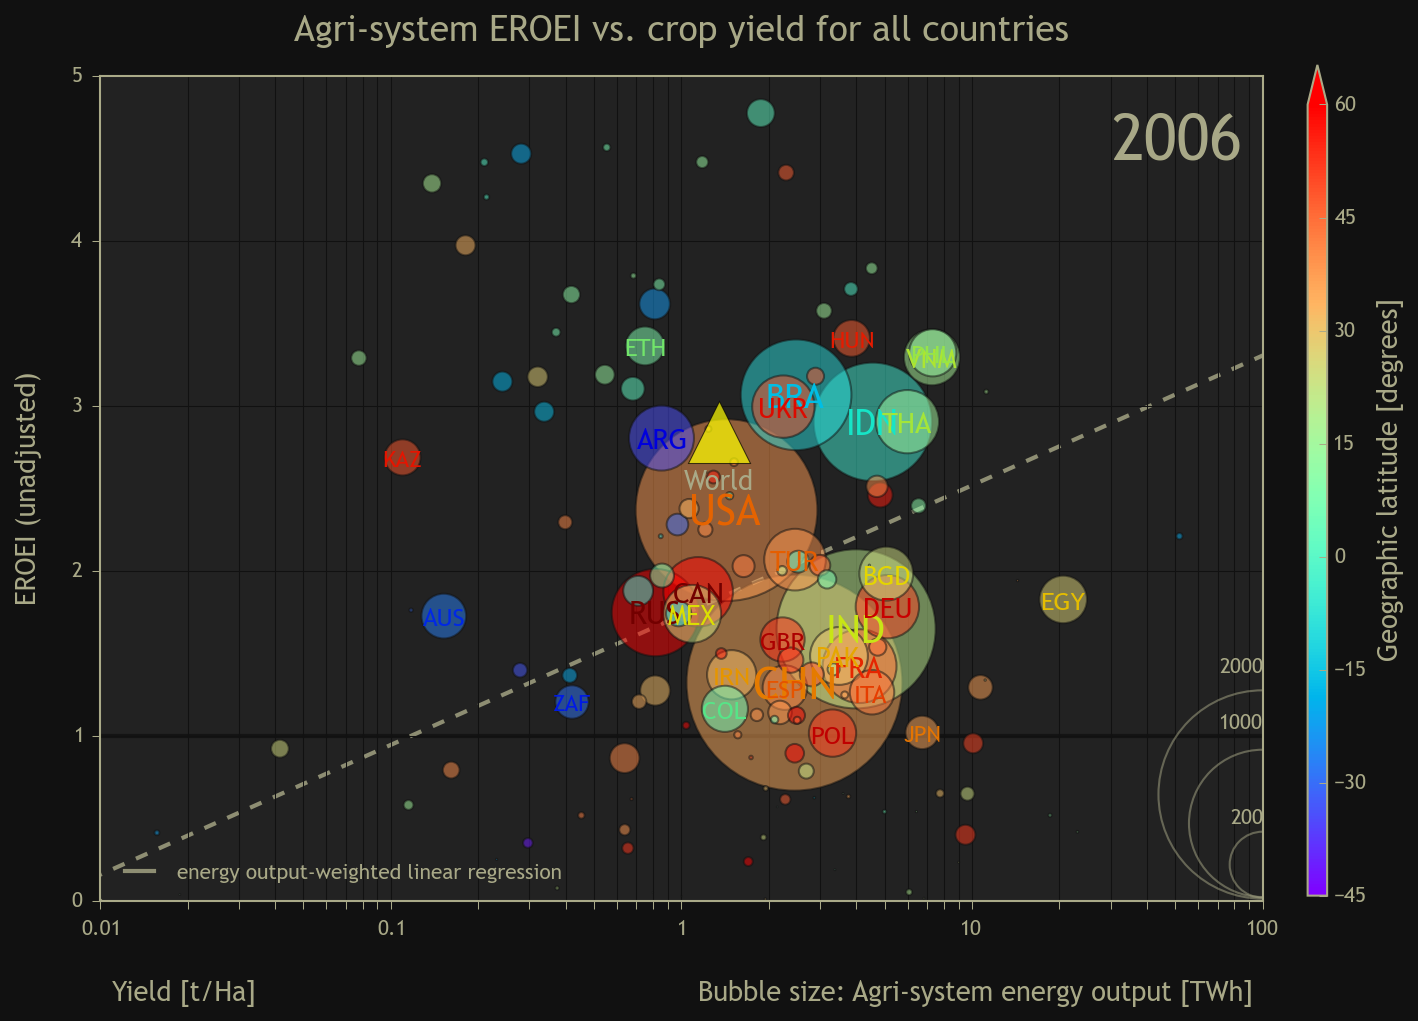 Agri-system EROEI vs. crop yield for all countries
2006
EROEI (unadjusted)
5
4
3
2
1
0
ETH
HUN
VNM
BRA
UKR
IDN
THA
ARG
KAZ
World
USA
TUR
BGD
CAN
RUS
MEX
DEU
AUS
EGY
IND
GBR
PAK
FRA
IRN
CHN
ESP
ITA
COL
ZAF
POL
JPN
2000
1000
200
energy output-weighted linear regression
0.01
0.1
1
10
100
Yield [t/Ha]
Bubble size: Agri-system energy output [TWh]
60
45
30
15
0
−15
−30
−45
Geographic latitude [degrees]